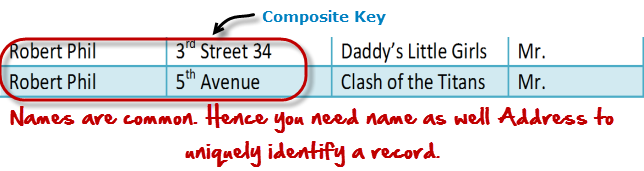 Composite Key
Robert Phil 3rd Street 34 Daddy's Little Girls Mr.
Robert Phil 5th Avenue Clash of the Titans Mr.
Names are common. Hence you need name as well Address to
uniquely identify a record.